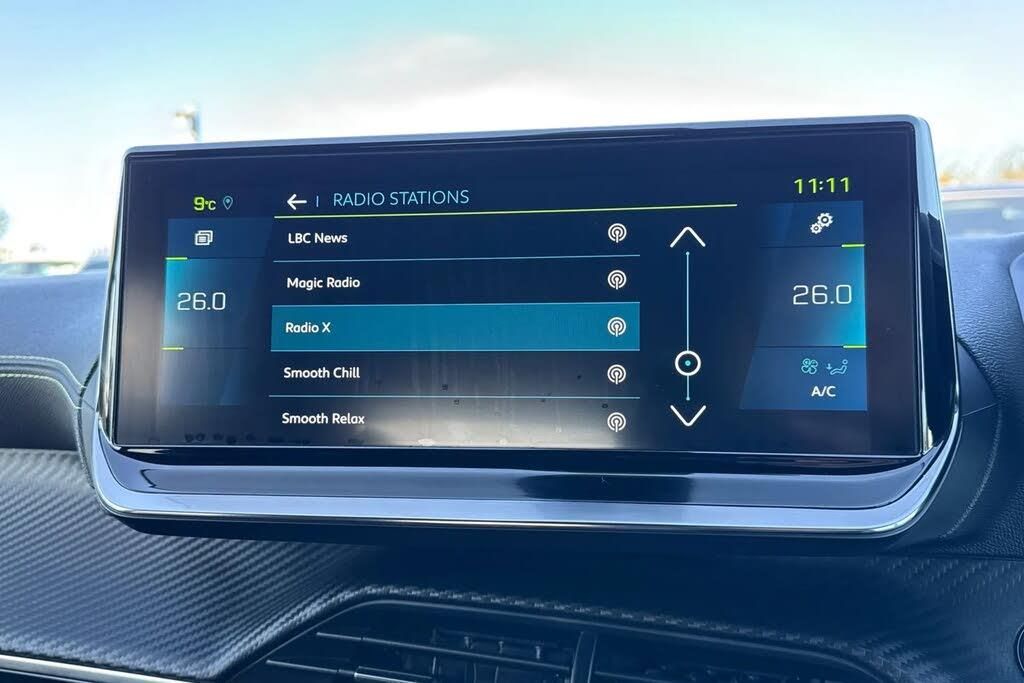 9°C
RADIO STATIONS
11:11
LBC News
Magic Radio
26.0
26.0
Radio X
Smooth Chill
A/C
Smooth Relax